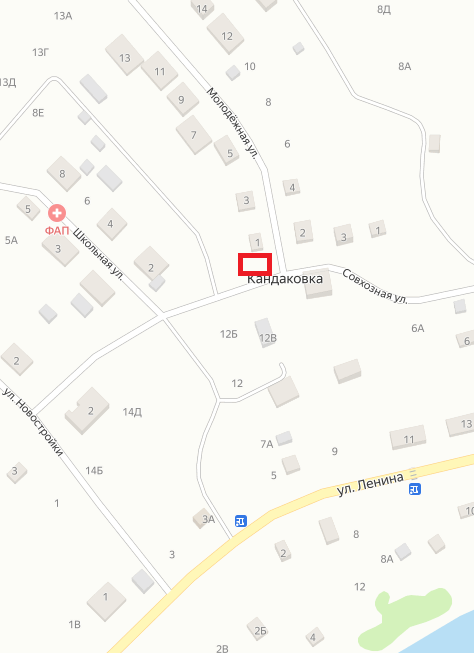 14
8Д
13А
12
13Г
13
11
10
8А
13Д
9
8
8Е
Молодёжная ул.
7
6
5
8
4
6
3
5
4
ФАП
2
1
5А
3
Школьная ул.
1
3
2
Кандаковка
Совхозная ул.
6А
12Б
12В
6
2
ул. Новостройки
12
2
14Д
13
11
7А
9
3
14Б
5
ул. Ленина
1
10
3А
8
3
2
8А
12
1
1В
2Б
4
2В